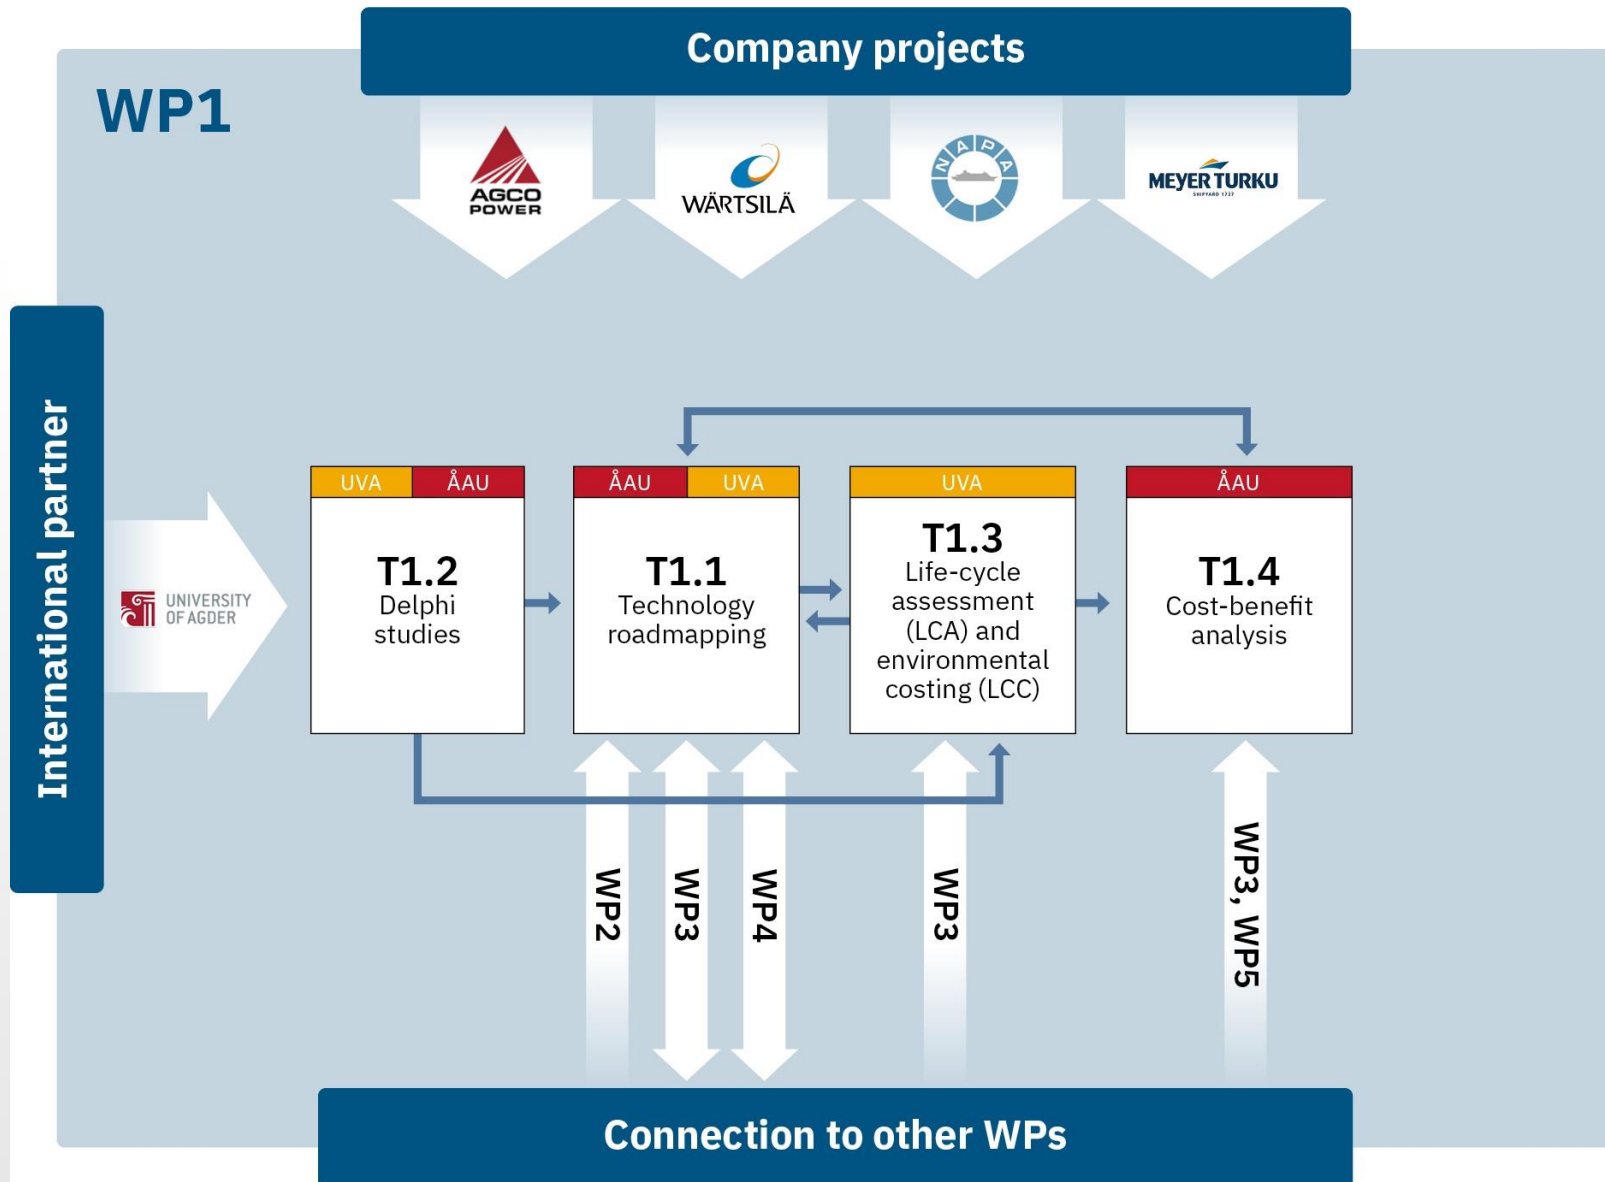 Company projects
WP1
AGCO
POWER
WÄRTSILÄ
NAPA
MEYER TURKU
SHIPYARD 1737
International partner
UNIVERSITY
OF AGDER
UVA
ÅAU
T1.2
Delphi
studies
ÅAU
UVA
T1.1
Technology
roadmapping
UVA
T1.3
Life-cycle
assessment
(LCA) and
environmental
costing (LCC)
ÅAU
T1.4
Cost-benefit
analysis
WP2
WP3
WP4
WP3
WP3, WP5
Connection to other WPs